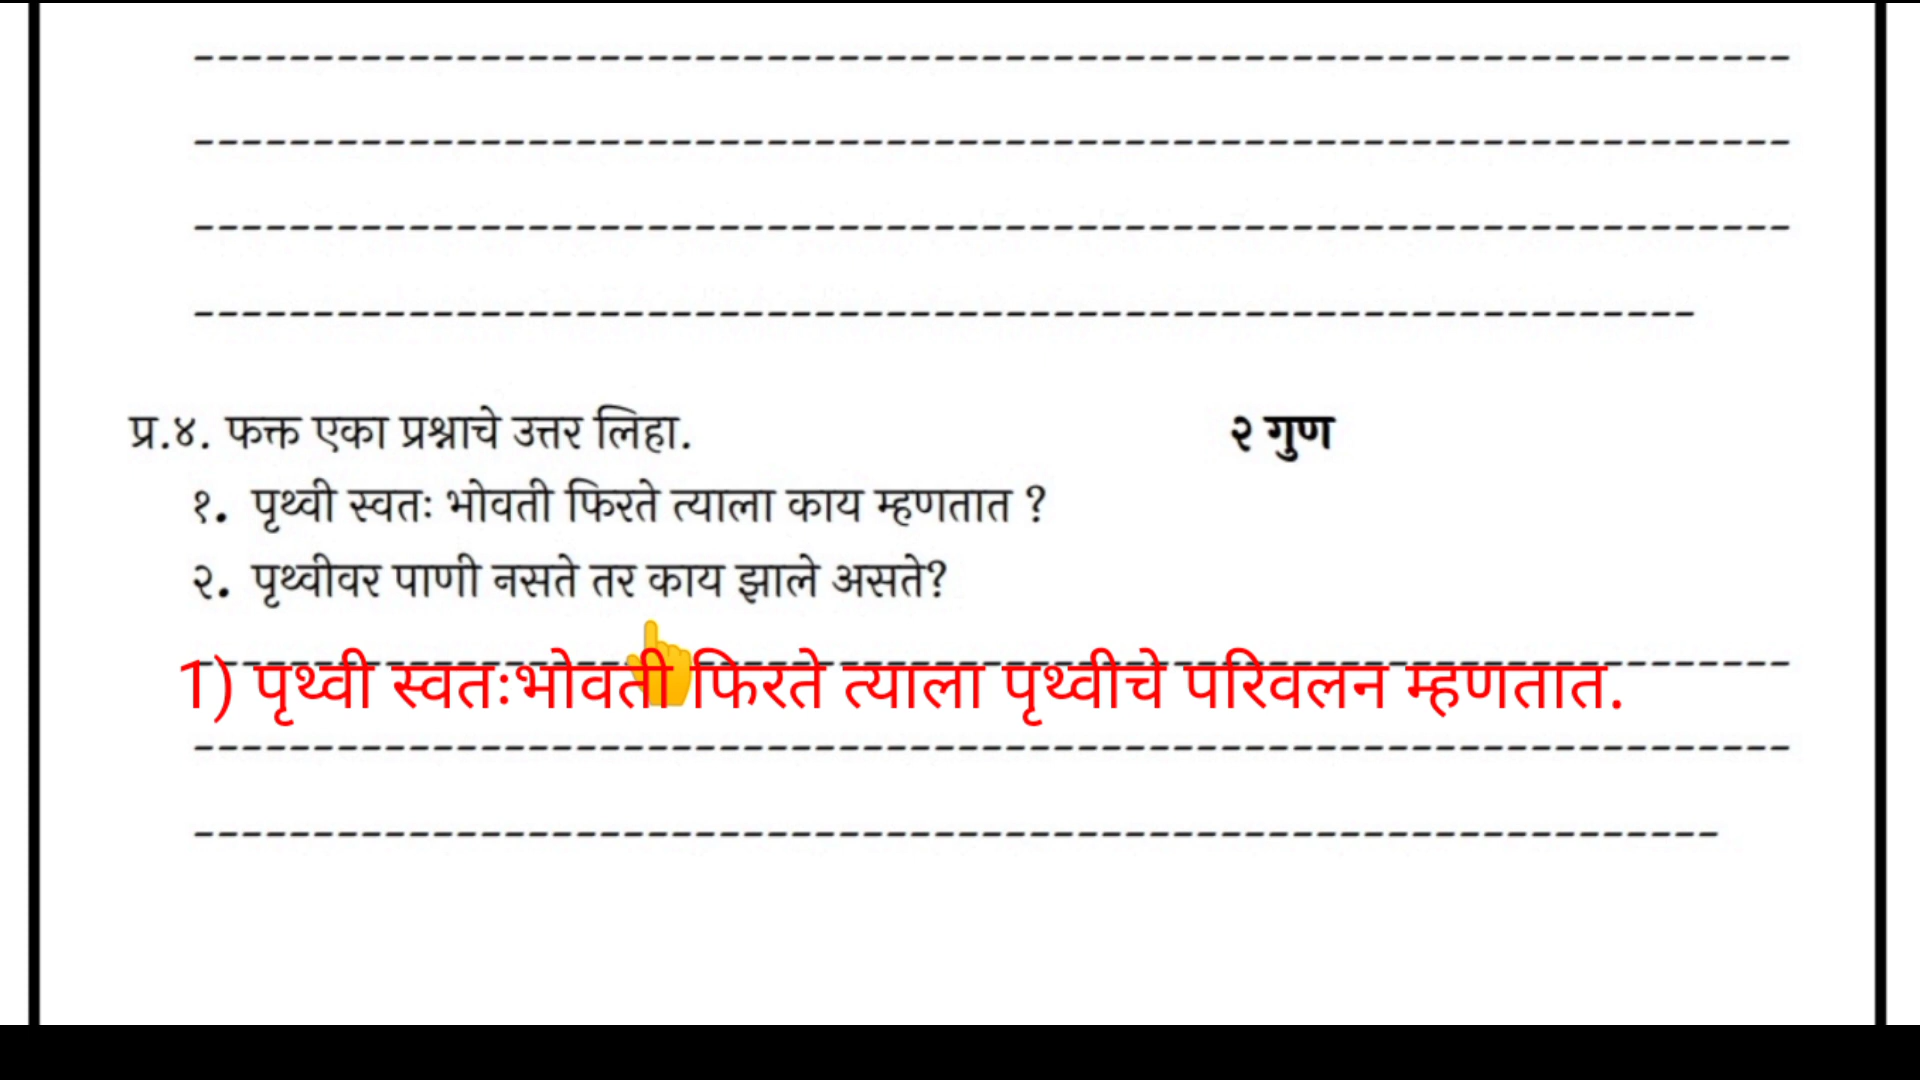 प्र.४. फक्त एका प्रश्नाचे उत्तर लिहा. २ गुण
१. पृथ्वी स्वतः भोवती फिरते त्याला काय म्हणतात ?
२. पृथ्वीवर पाणी नसते तर काय झाले असते?
1) पृथ्वी स्वतःभोवती फिरते त्याला पृथ्वीचे परिवलन म्हणतात.